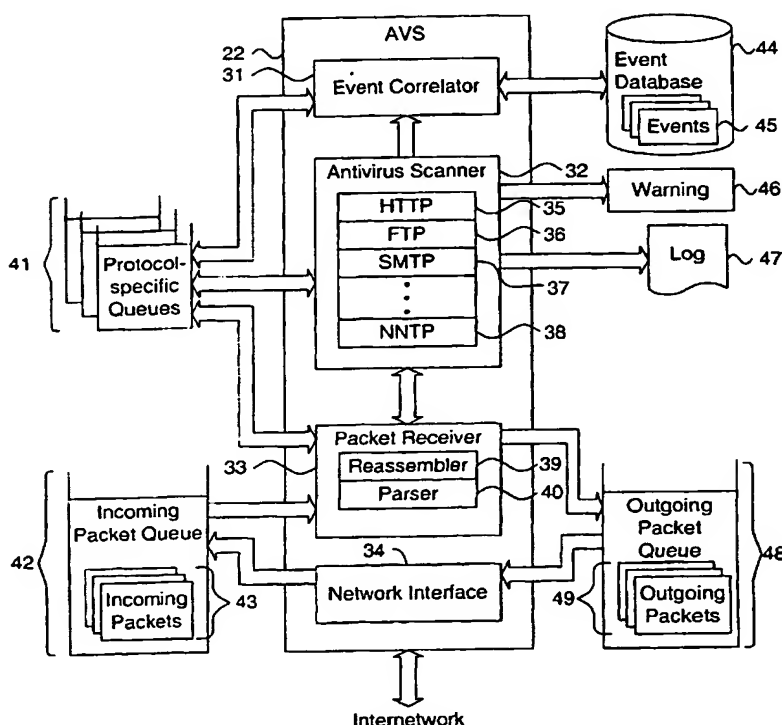 AVS
22
31
Event Correlator
Event
Database
Events
44
45
Antivirus Scanner
32
HTTP
35
FTP
36
SMTP
37
NNTP
38
Warning
46
Log
47
41
Protocol-
specific
Queues
Packet Receiver
33
Reassembler
39
Parser
40
42
Incoming
Packet Queue
Incoming
Packets
43
34
Network Interface
Outgoing
Packet
Queue
48
49
Outgoing
Packets
Internetwork